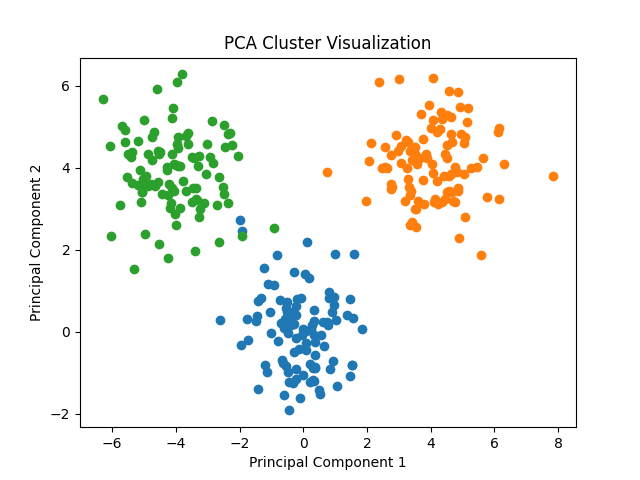 PCA Cluster Visualization
6
4
2
0
−2
Principal Component 2
−6 −4 −2 0 2 4 6 8
Principal Component 1